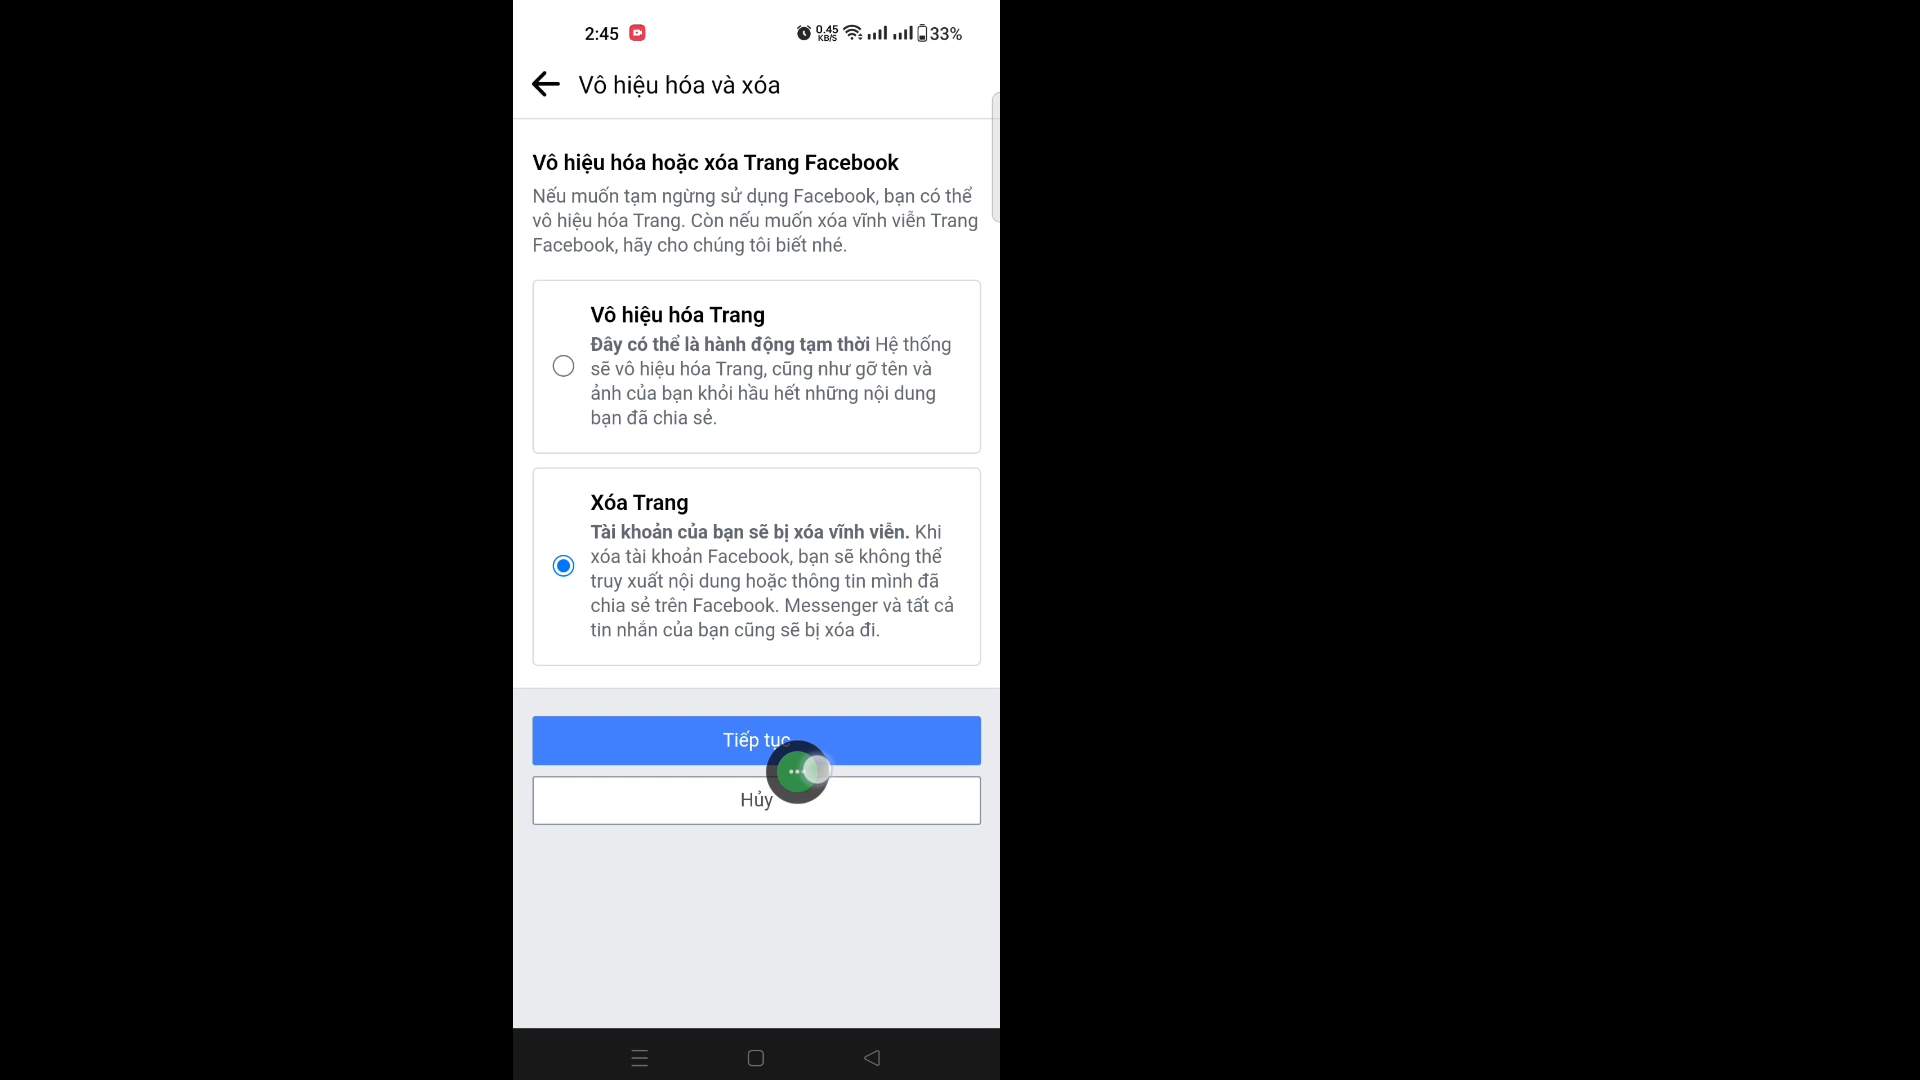 2:45
0.45
KB/S
33%
Vô hiệu hóa và xóa
Vô hiệu hóa hoặc xóa Trang Facebook
Nếu muốn tạm ngừng sử dụng Facebook, bạn có thể
vô hiệu hóa Trang. Còn nếu muốn xóa vĩnh viễn Trang
Facebook, hãy cho chúng tôi biết nhé.
Vô hiệu hóa Trang
Đây có thể là hành động tạm thời Hệ thống
sẽ vô hiệu hóa Trang, cũng như gỡ tên và
ảnh của bạn khỏi hầu hết những nội dung
bạn đã chia sẻ.
Xóa Trang
Tài khoản của bạn sẽ bị xóa vĩnh viễn. Khi
xóa tài khoản Facebook, bạn sẽ không thể
truy xuất nội dung hoặc thông tin mình đã
chia sẻ trên Facebook. Messenger và tất cả
tin nhắn của bạn cũng sẽ bị xóa đi.
Tiếp tục
Hủy